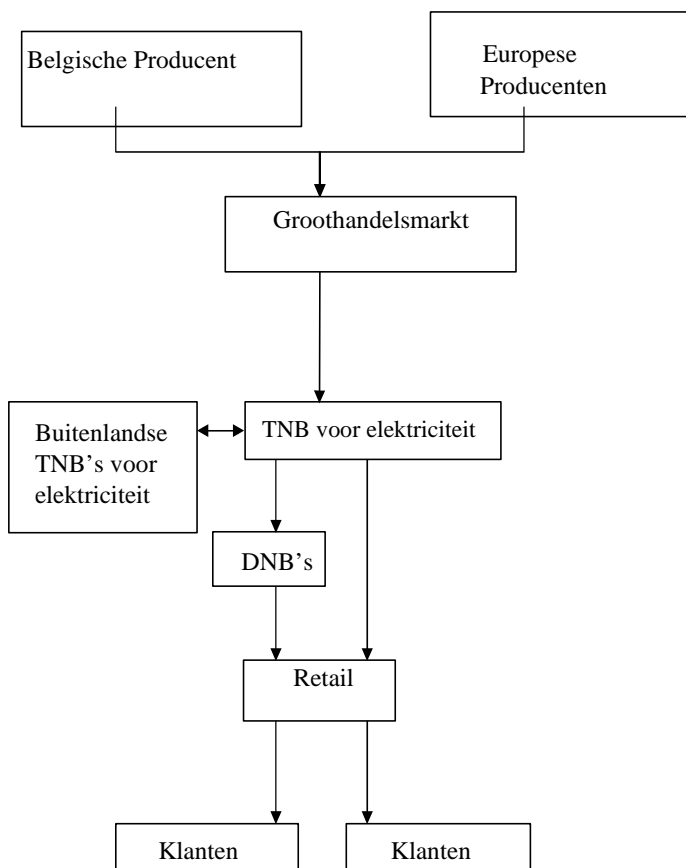 Belgische Producent
Europese
Producenten
Groothandelsmarkt
Buitenlandse
TNB’s voor
elektriciteit
TNB voor elektriciteit
DNB’s
Retail
Klanten
Klanten